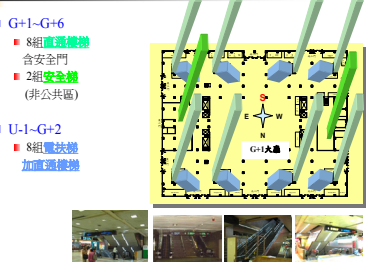 G+1~G+6
8組直通樓梯
含安全門
2組安全梯
(非公共區)
U-1~G+2
8組電扶梯
加直通樓梯
S
E W
N
G+1大廳